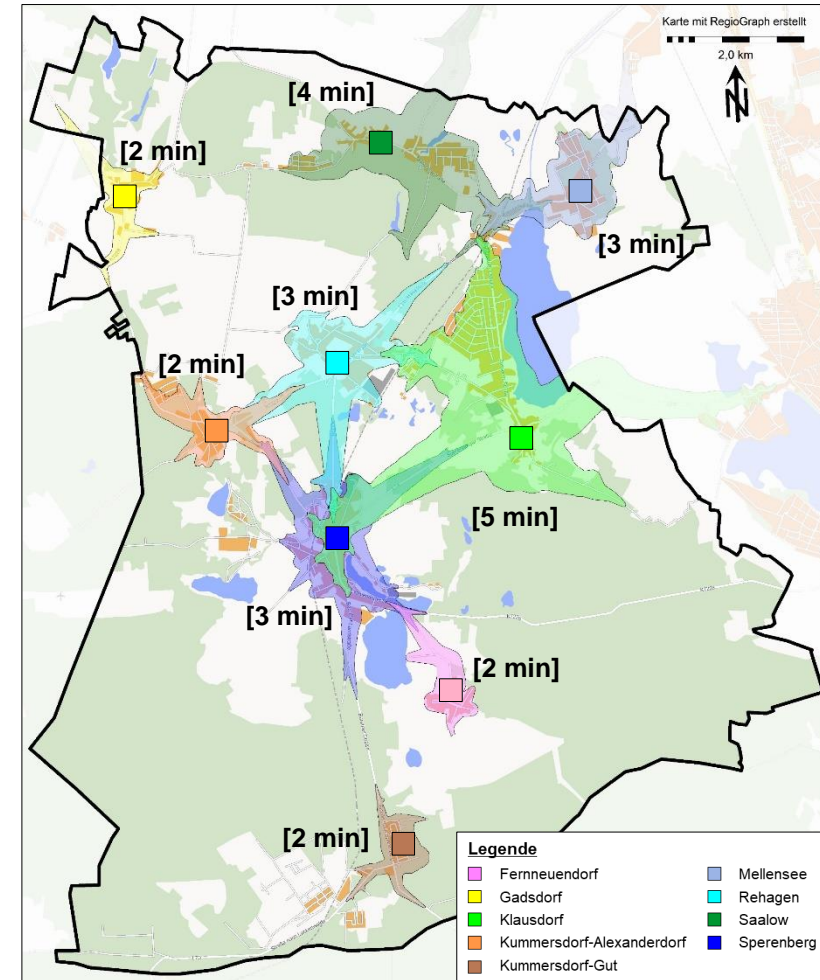 Karte mit RegioGraph erstellt
2,0 km
N
[4 min]
[2 min]
[3 min]
[3 min]
[2 min]
[5 min]
[3 min]
[2 min]
[2 min]
Legende
Fernneuendorf
Gadsdorf
Klausdorf
Kummersdorf-Alexanderdorf
Kummersdorf-Gut
Mellensee
Rehagen
Saalow
Sperenberg